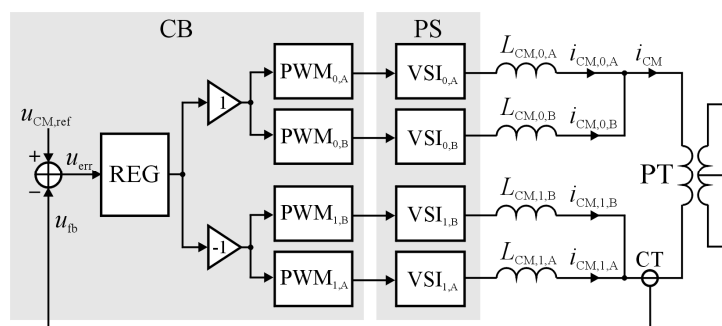 CB
PS
u_CM,ref
+
−
u_err
u_fb
REG
1
-1
PWM_0,A
PWM_0,B
PWM_1,B
PWM_1,A
VSI_0,A
VSI_0,B
VSI_1,B
VSI_1,A
L_CM,0,A
i_CM,0,A
i_CM
L_CM,0,B
i_CM,0,B
L_CM,1,B
i_CM,1,B
L_CM,1,A
i_CM,1,A
CT
PT